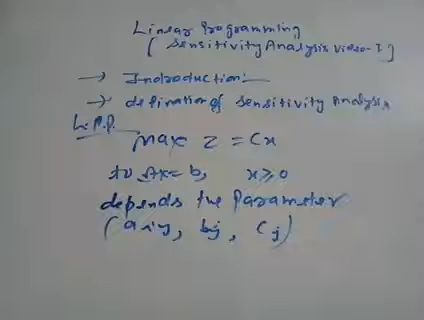 Linear Programming
[Sensitivity Analysis Video-I]
→ Introduction:-
→ defination of Sensitivity Analysis
L.P.P.
Max Z = Cx
to Ax = b, x ≥ 0
depends the Parameter
(aij, bj, Cj)